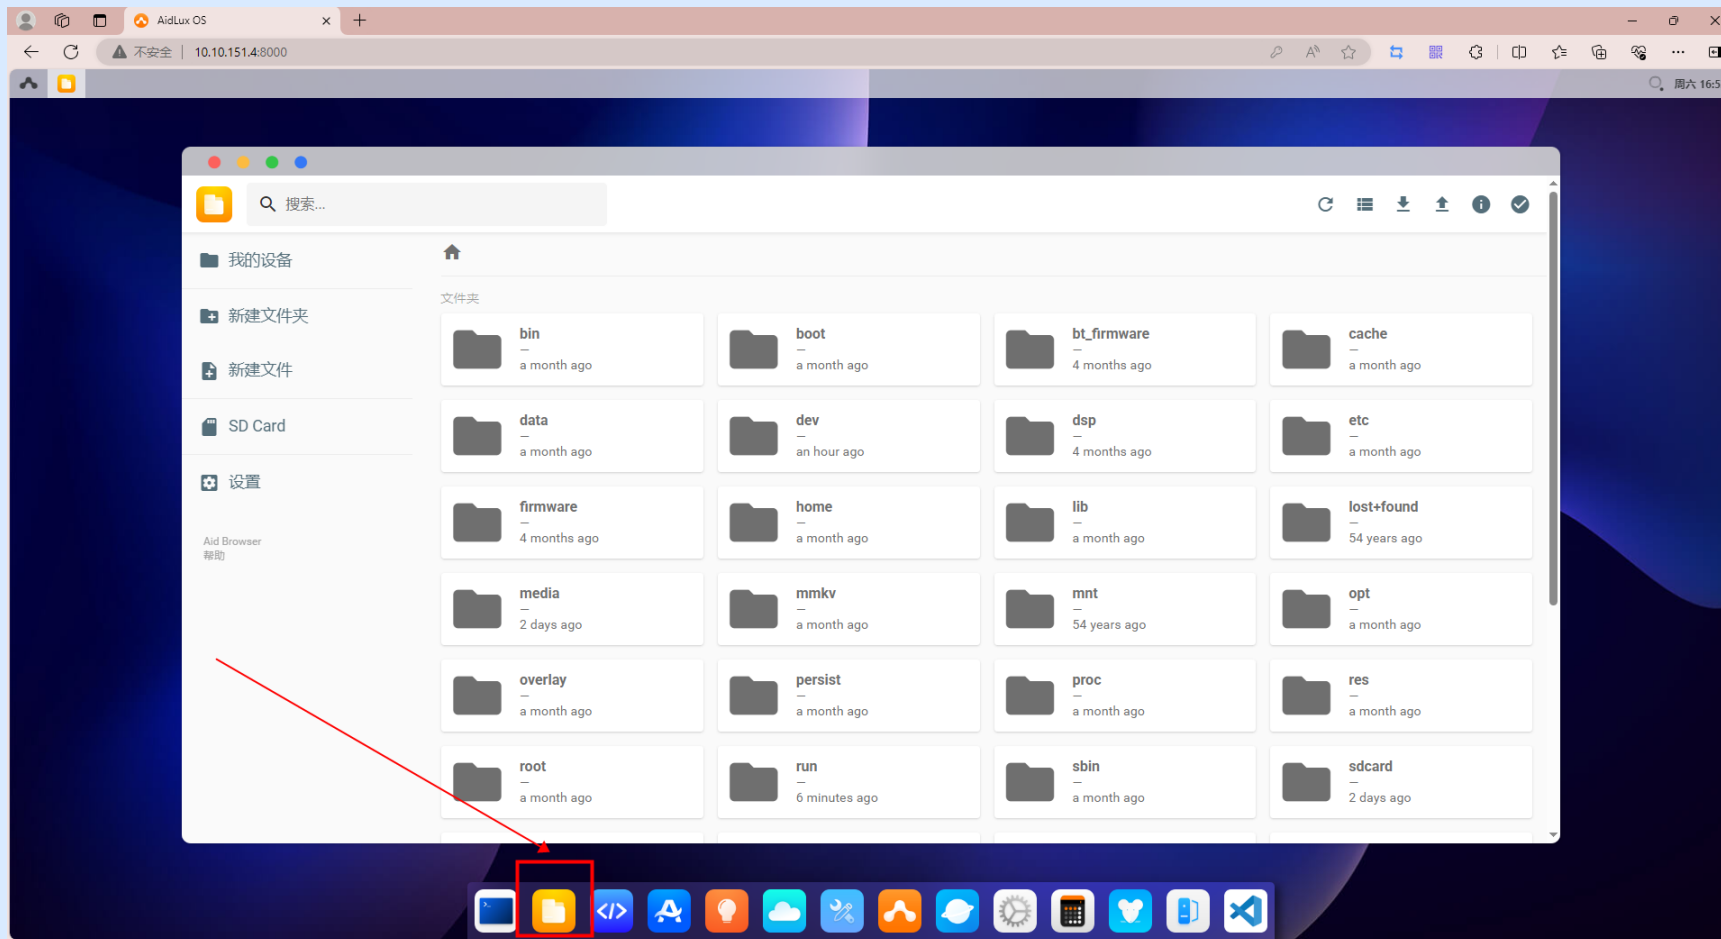 AidLux OS
不安全
10.10.151.4:8000
周六 16:5
搜索...
我的设备
新建文件夹
新建文件
SD Card
设置
Aid Browser
帮助
文件夹
bin
—
a month ago
boot
—
a month ago
bt_firmware
—
4 months ago
cache
—
a month ago
data
—
a month ago
dev
—
an hour ago
dsp
—
4 months ago
etc
—
a month ago
firmware
—
4 months ago
home
—
a month ago
lib
—
a month ago
lost+found
—
54 years ago
media
—
2 days ago
mmkv
—
a month ago
mnt
—
54 years ago
opt
—
a month ago
overlay
—
a month ago
persist
—
a month ago
proc
—
a month ago
res
—
a month ago
root
—
a month ago
run
—
6 minutes ago
sbin
—
a month ago
sdcard
—
2 days ago